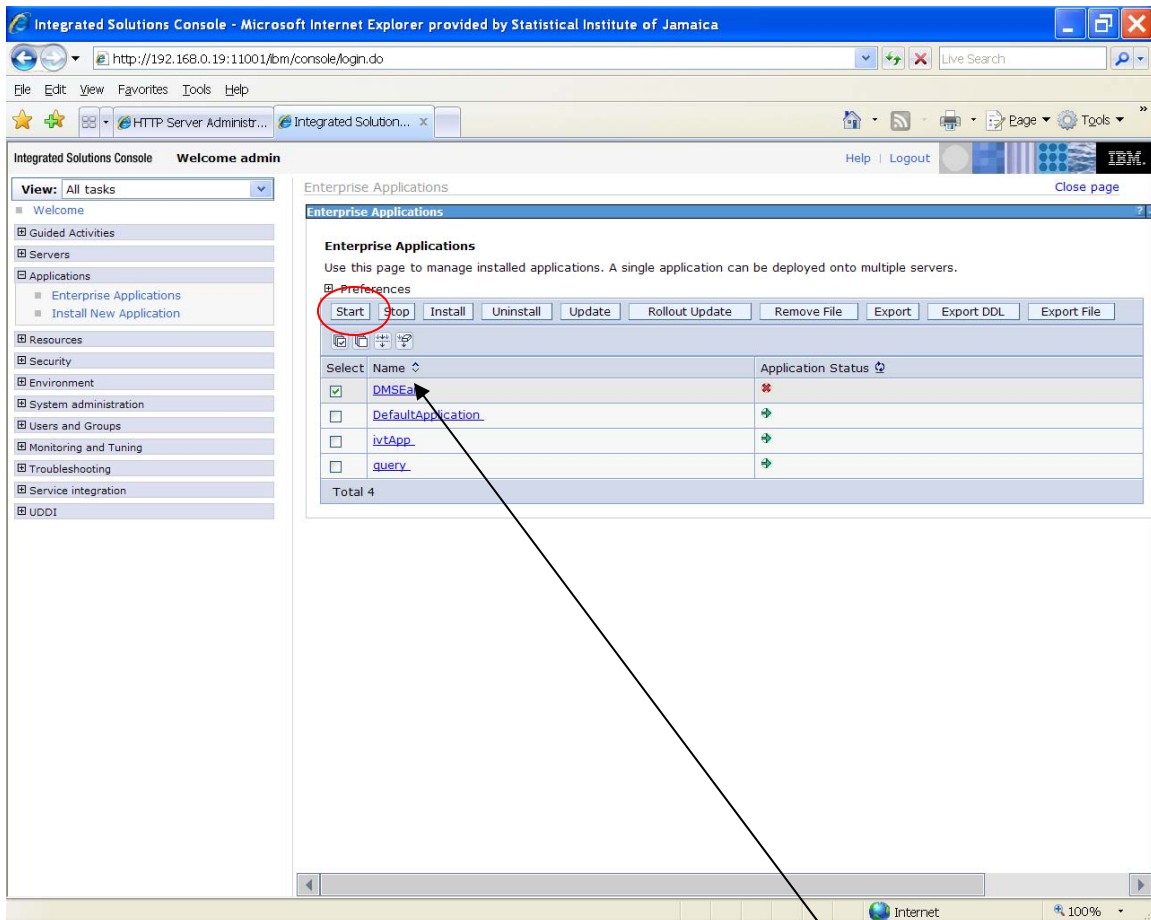 Integrated Solutions Console - Microsoft Internet Explorer provided by Statistical Institute of Jamaica
http://192.168.0.19:11001/ibm/console/login.do
Live Search
File Edit View Favorites Tools Help
HTTP Server Administr...
Integrated Solution... x
Page
Tools
Integrated Solutions Console Welcome admin
Help | Logout
IBM.
View: All tasks
Enterprise Applications
Close page
Welcome
Guided Activities
Servers
Applications
Enterprise Applications
Install New Application
Resources
Security
Environment
System administration
Users and Groups
Monitoring and Tuning
Troubleshooting
Service integration
UDDI
Enterprise Applications
?
Enterprise Applications
Use this page to manage installed applications. A single application can be deployed onto multiple servers.
Preferences
Start Stop Install Uninstall Update Rollout Update Remove File Export Export DDL Export File
Select Name Application Status
DefaultApplication
ivtApp
query
Total 4
Internet
100%